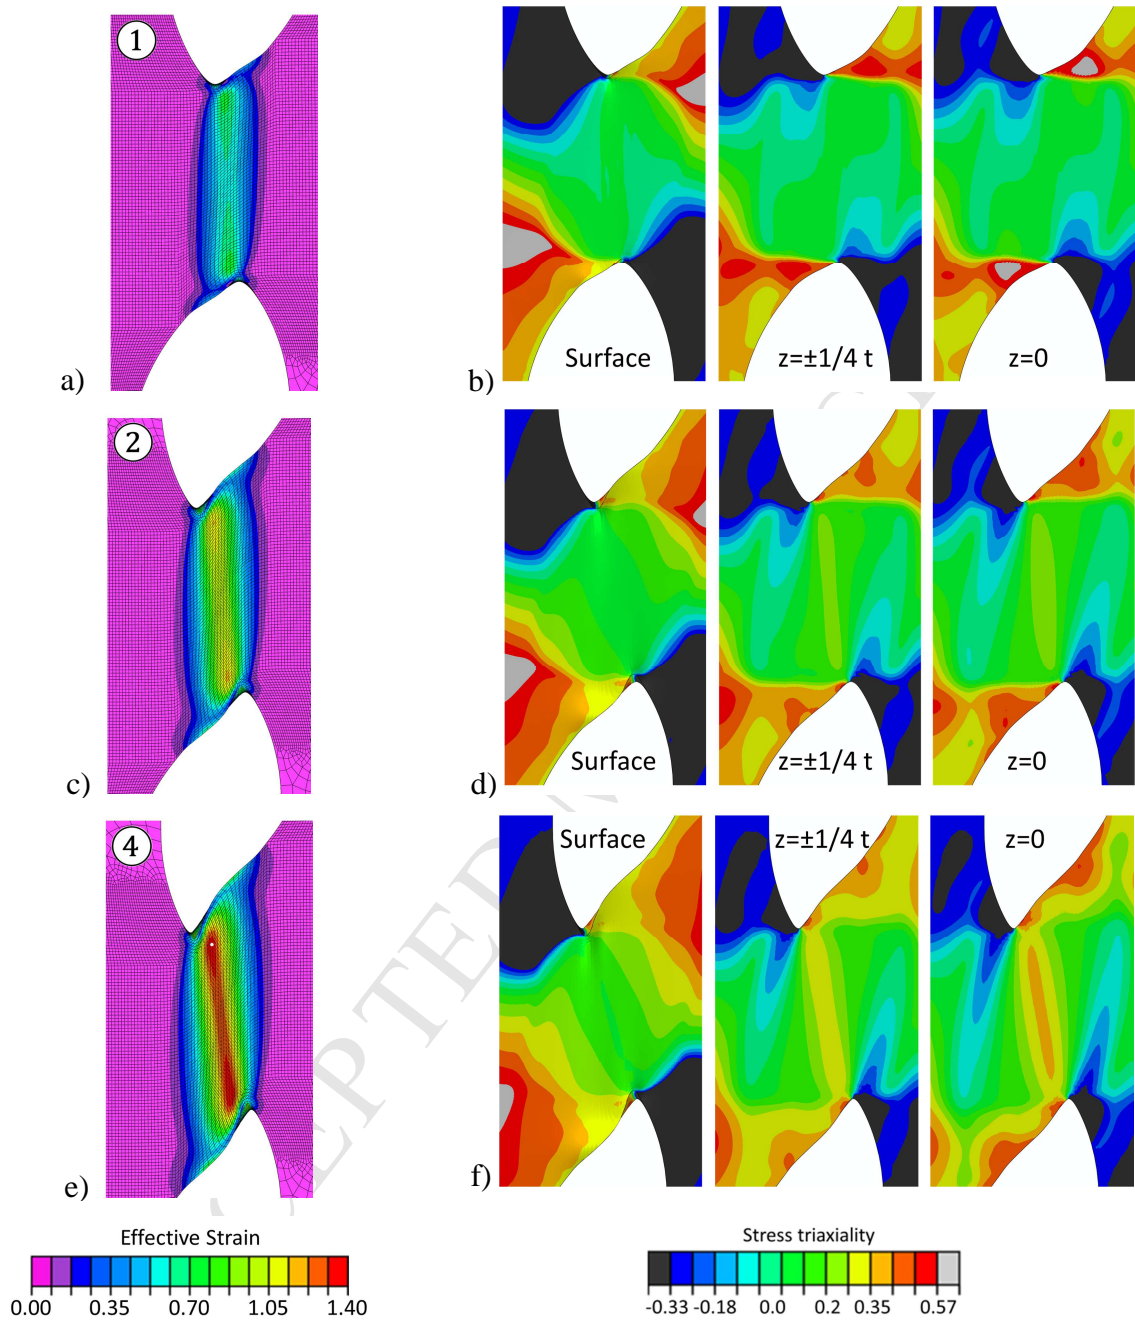 1
a)
b)
Surface
z=±1/4 t
z=0
2
c)
d)
Surface
z=±1/4 t
z=0
4
e)
f)
Surface
z=±1/4 t
z=0
CEPTED
Effective Strain
0.00 0.35 0.70 1.05 1.40
Stress triaxiality
-0.33 -0.18 0.0 0.2 0.35 0.57